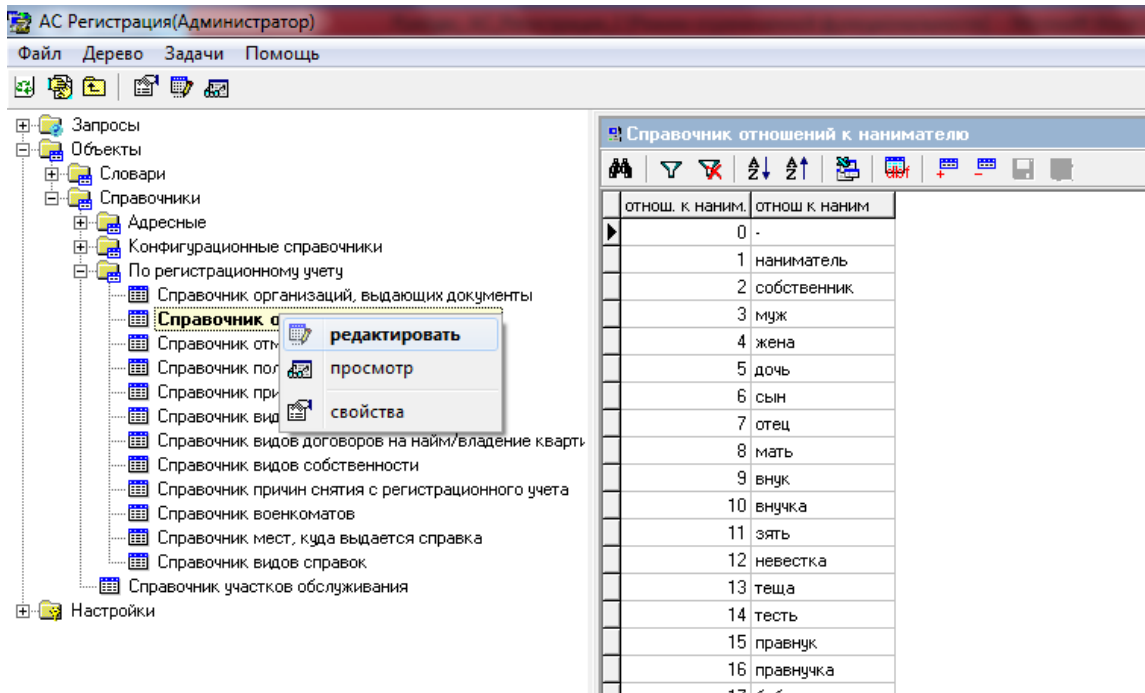 АС Регистрация(Администратор)
Файл Дерево Задачи Помощь
Запросы
Объекты
Словари
Справочники
Адресные
Конфигурационные справочники
По регистрационному учету
Справочник организаций, выдающих документы
Справочник о
Справочник отм
Справочник пол
Справочник при
Справочник вид
Справочник видов договоров на найм/владение кварти
Справочник видов собственности
Справочник причин снятия с регистрационного учета
Справочник военкоматов
Справочник мест, куда выдается справка
Справочник видов справок
Справочник участков обслуживания
Настройки
редактировать
просмотр
свойства
Справочник отношений к нанимателю
dbf
отнош. к наним. отнош к наним
0 -
1 наниматель
2 собственник
3 муж
4 жена
5 дочь
6 сын
7 отец
8 мать
9 внук
10 внучка
11 зять
12 невестка
13 теща
14 тесть
15 правнук
16 правнучка
17